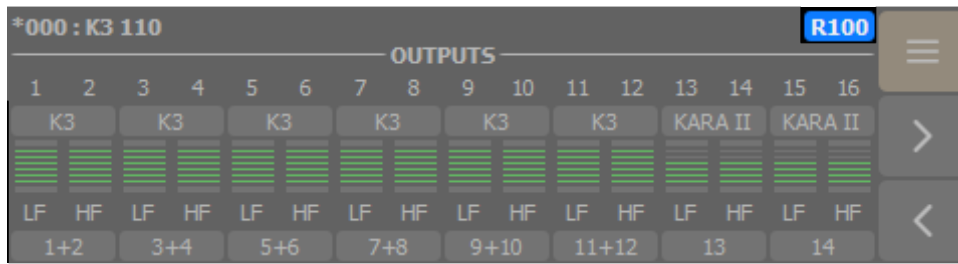 *000 : K3 110 R100
OUTPUTS
1 2 3 4 5 6 7 8 9 10 11 12 13 14 15 16
K3 K3 K3 K3 K3 K3 KARA II KARA II
LF HF LF HF LF HF LF HF LF HF LF HF LF HF LF HF
1+2 3+4 5+6 7+8 9+10 11+12 13 14